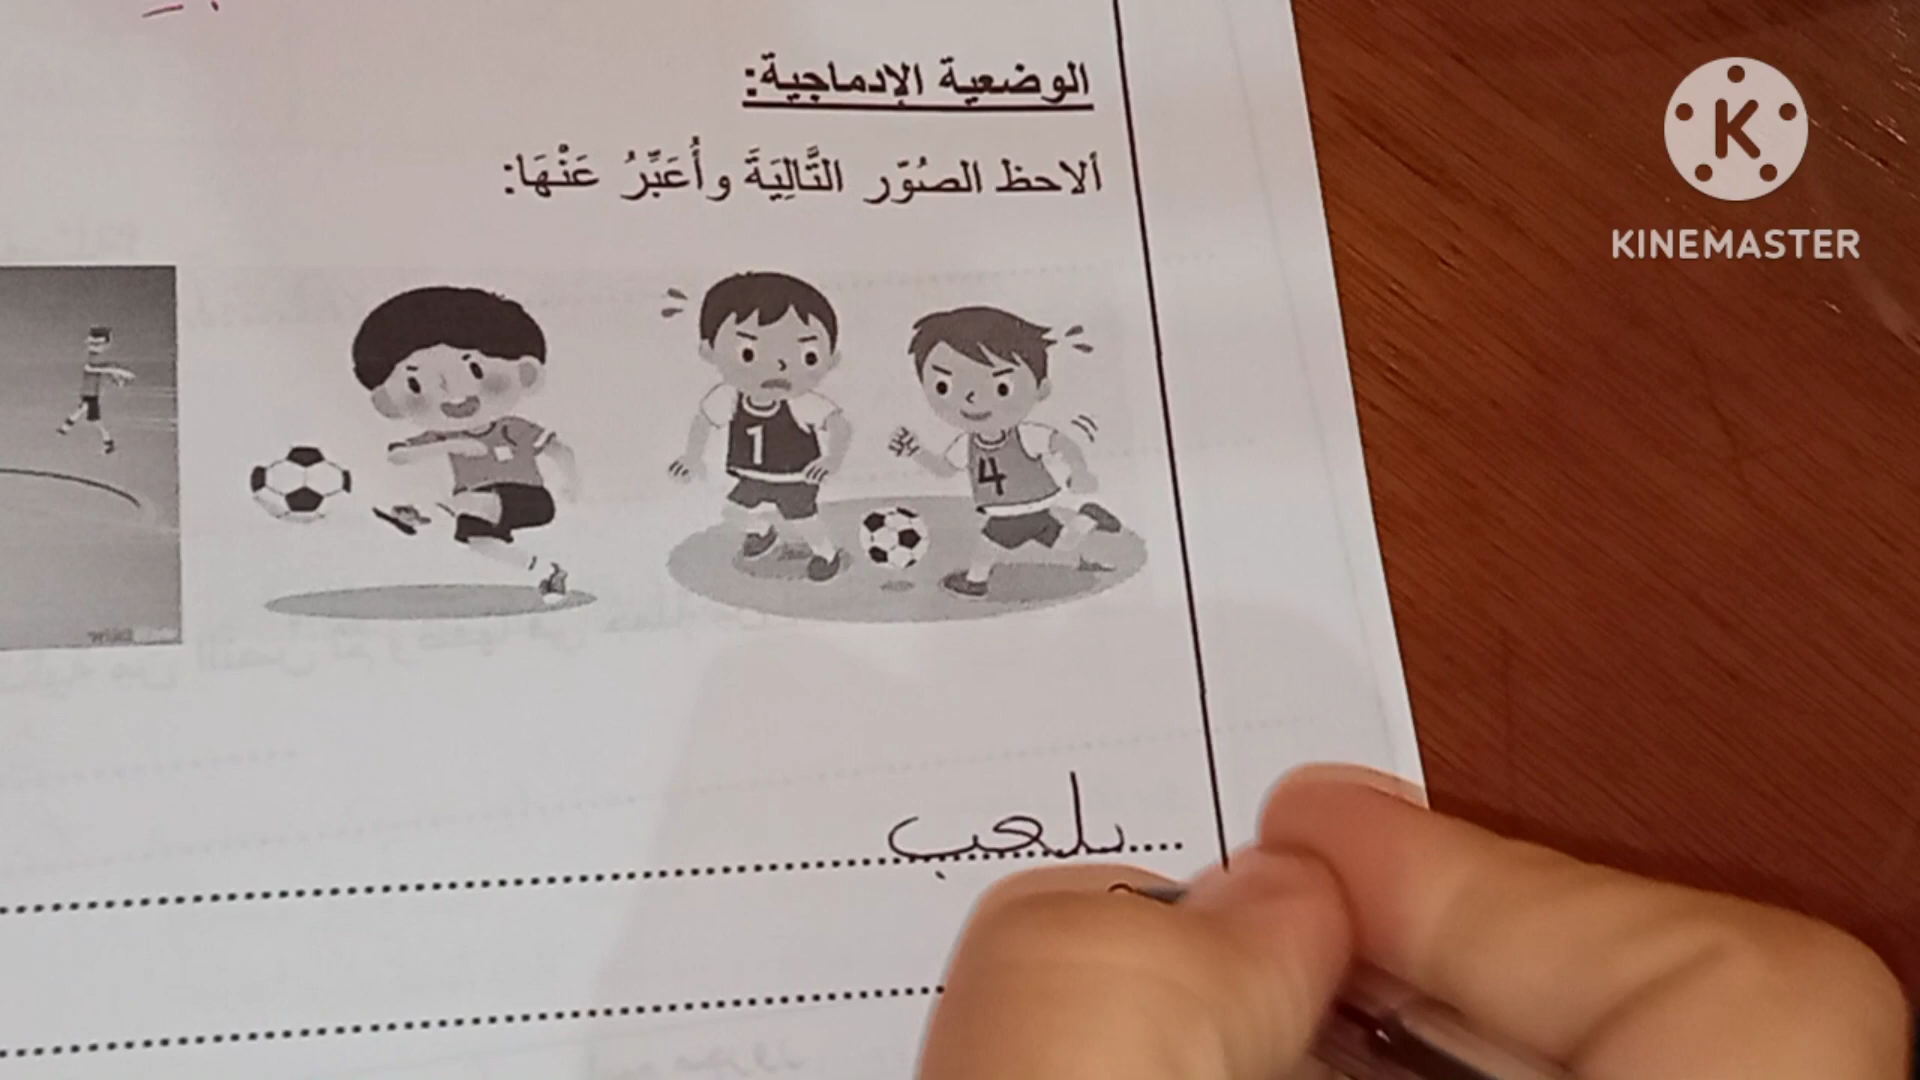 الوضعية الإدماجية:
ألاحظ الصُوّر التَّالِيَةَ وأُعَبِّرُ عَنْهَا:
1
4
يلعب
K
KINEMASTER